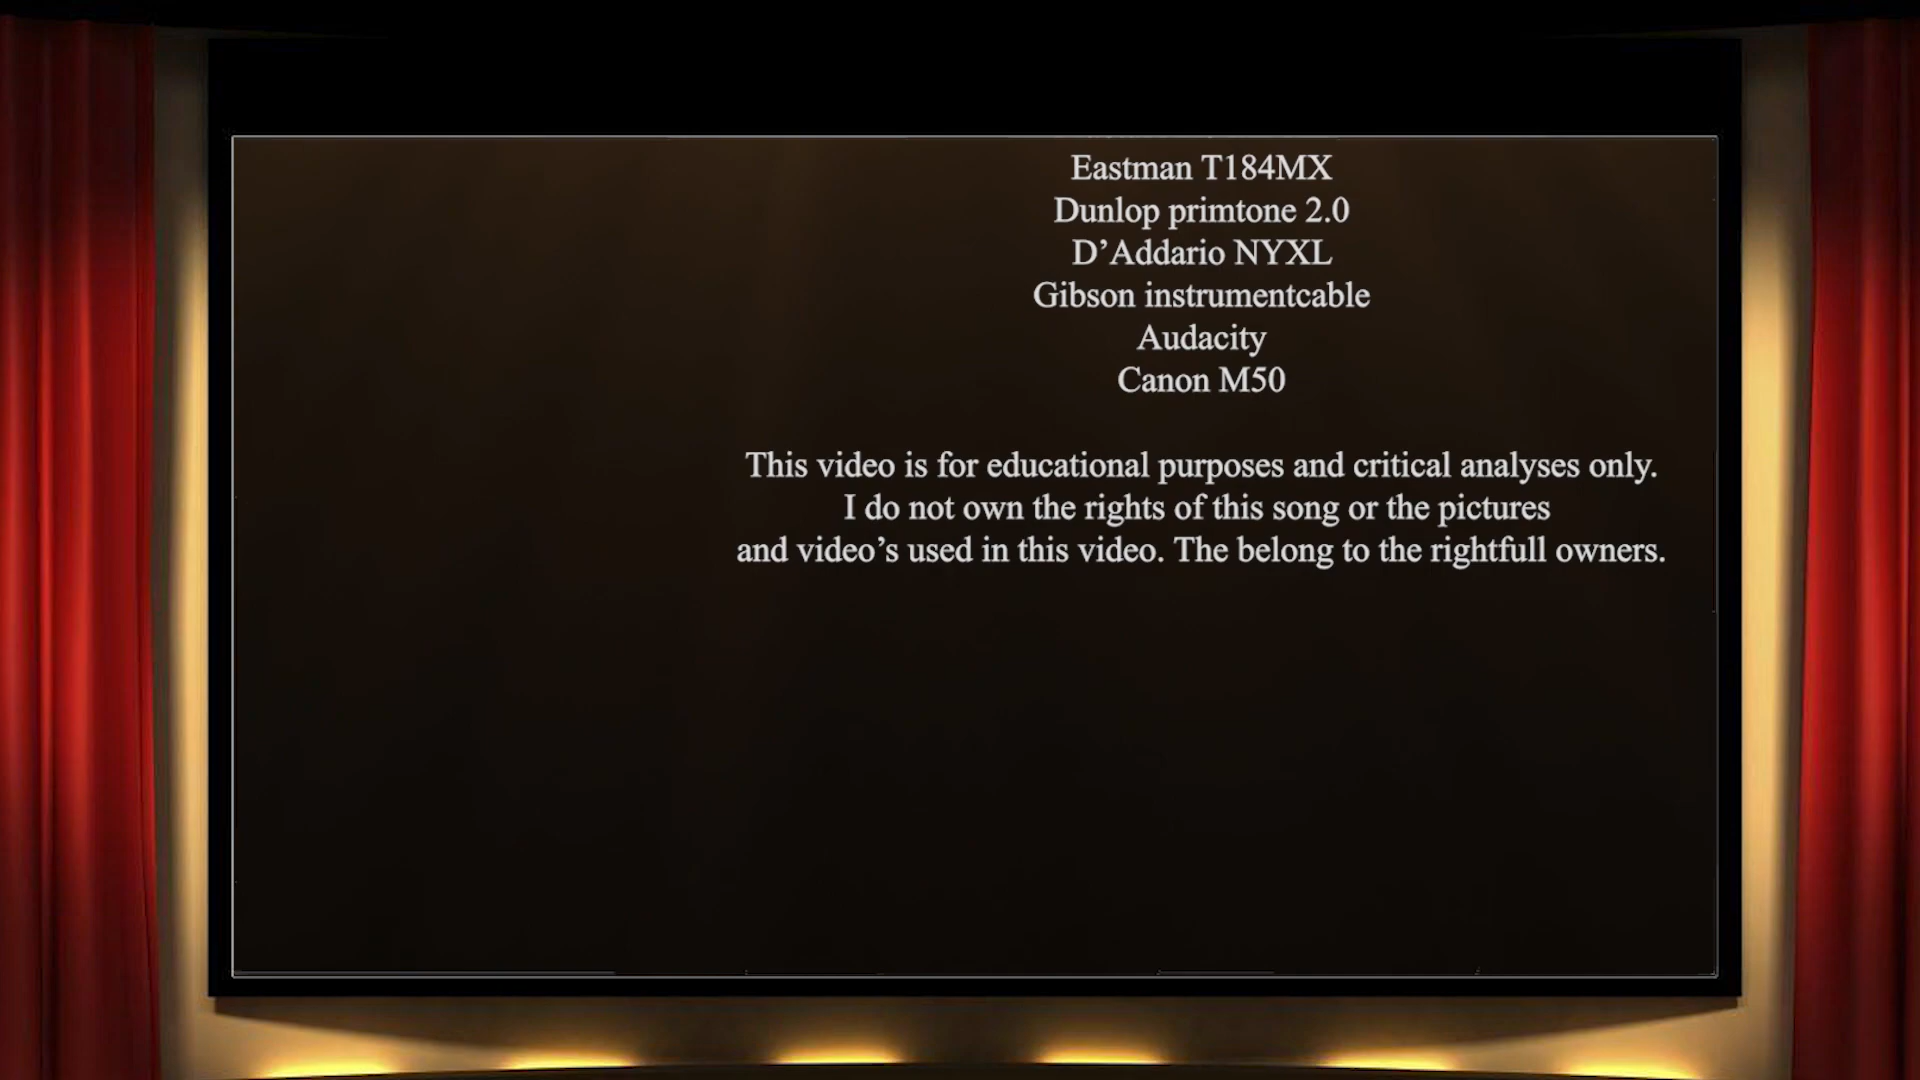 Eastman T184MX
Dunlop primtone 2.0
D’Addario NYXL
Gibson instrumentcable
Audacity
Canon M50
This video is for educational purposes and critical analyses only.
I do not own the rights of this song or the pictures
and video’s used in this video. The belong to the rightfull owners.